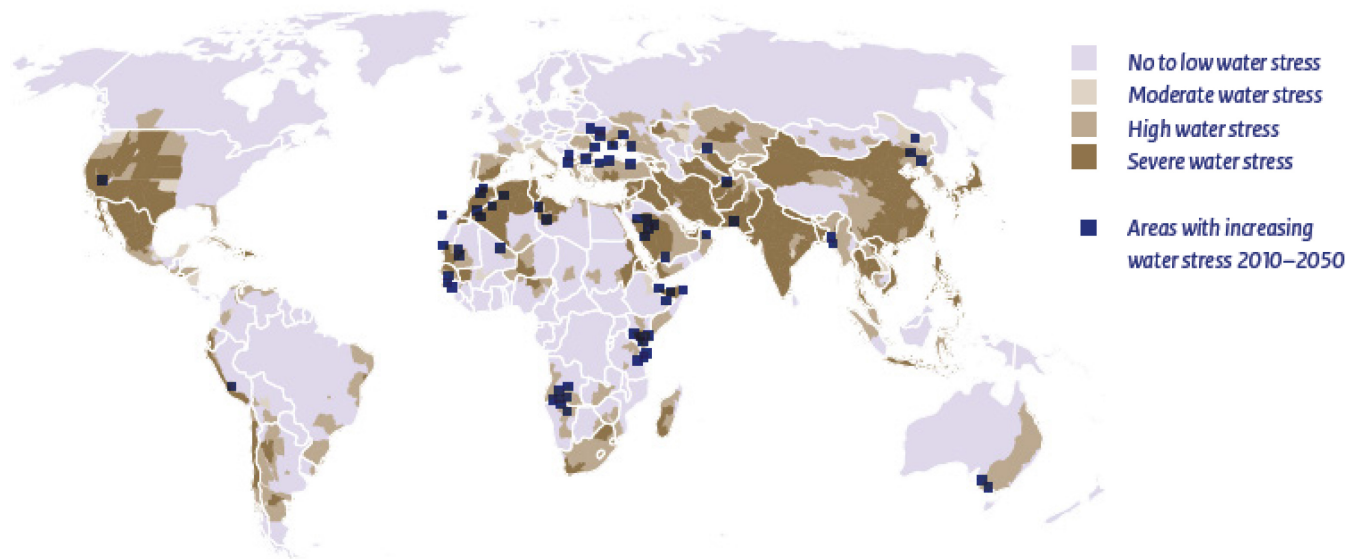 No to low water stress
Moderate water stress
High water stress
Severe water stress
Areas with increasing
water stress 2010–2050